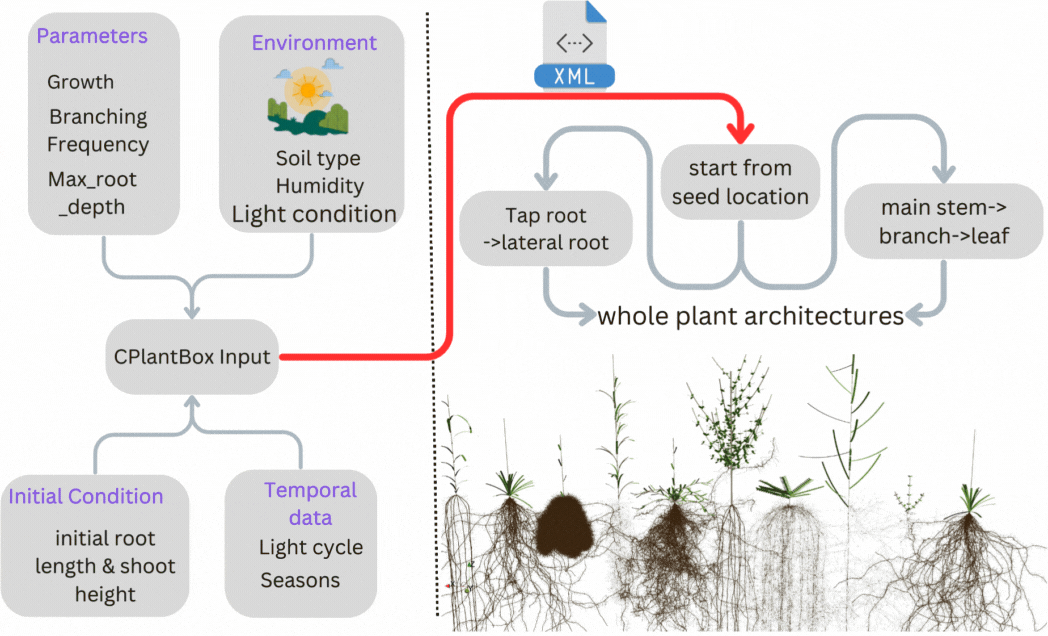 Parameters
Growth
Branching
Frequency
Max_root
_depth
Environment
Soil type
Humidity
Light condition
CPlantBox Input
Initial Condition
initial root
length & shoot
height
Temporal
data
Light cycle
Seasons
<···>
XML
start from
seed location
Tap root
->lateral root
main stem->
branch->leaf
whole plant architectures